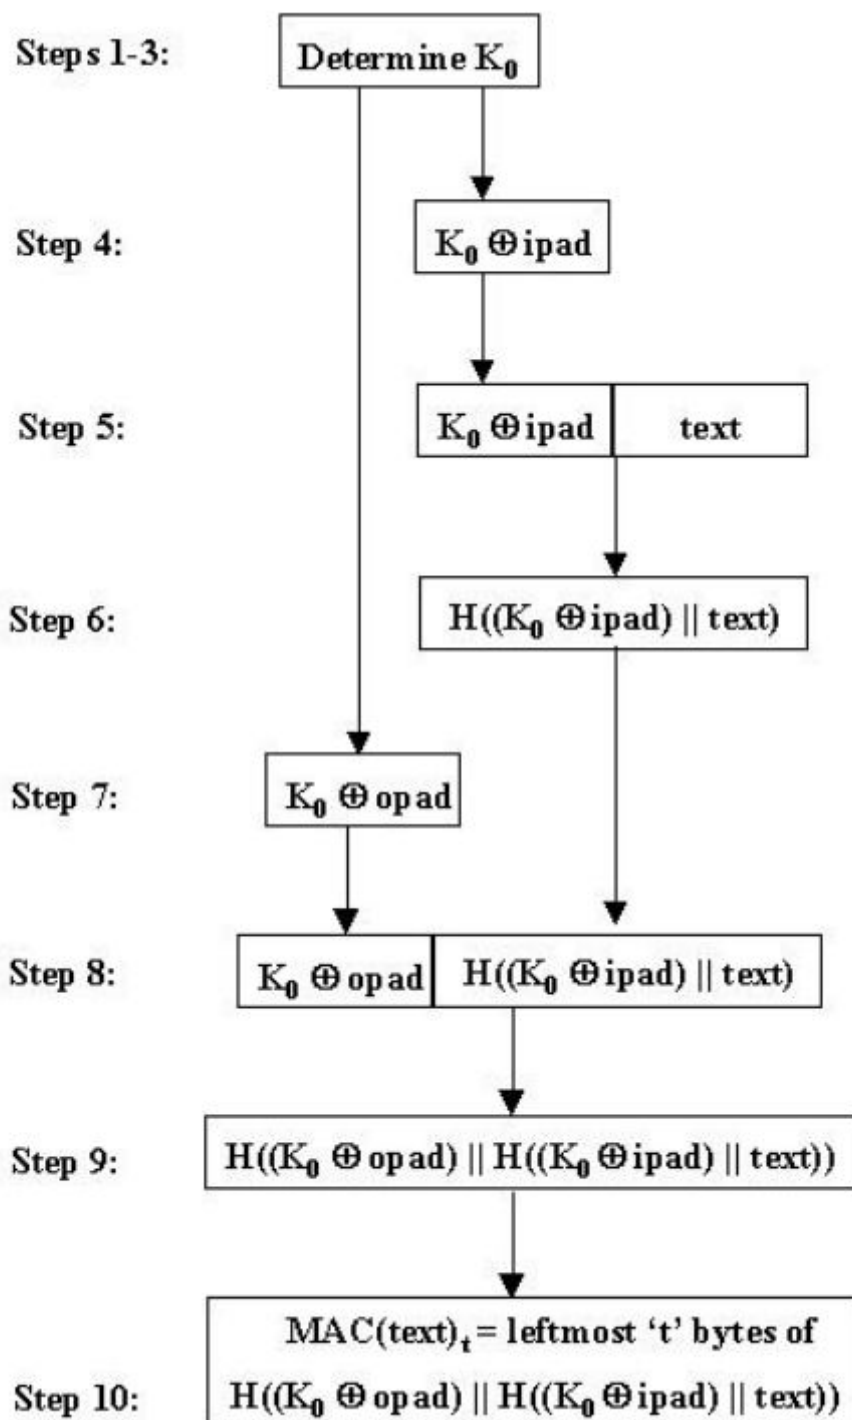 Steps 1-3: Determine K₀
Step 4: K₀ ⊕ ipad
Step 5: K₀ ⊕ ipad text
Step 6: H((K₀ ⊕ ipad) || text)
Step 7: K₀ ⊕ opad
Step 8: K₀ ⊕ opad H((K₀ ⊕ ipad) || text)
Step 9: H((K₀ ⊕ opad) || H((K₀ ⊕ ipad) || text))
MAC(text)ₜ = leftmost ‘t’ bytes of
Step 10: H((K₀ ⊕ opad) || H((K₀ ⊕ ipad) || text))